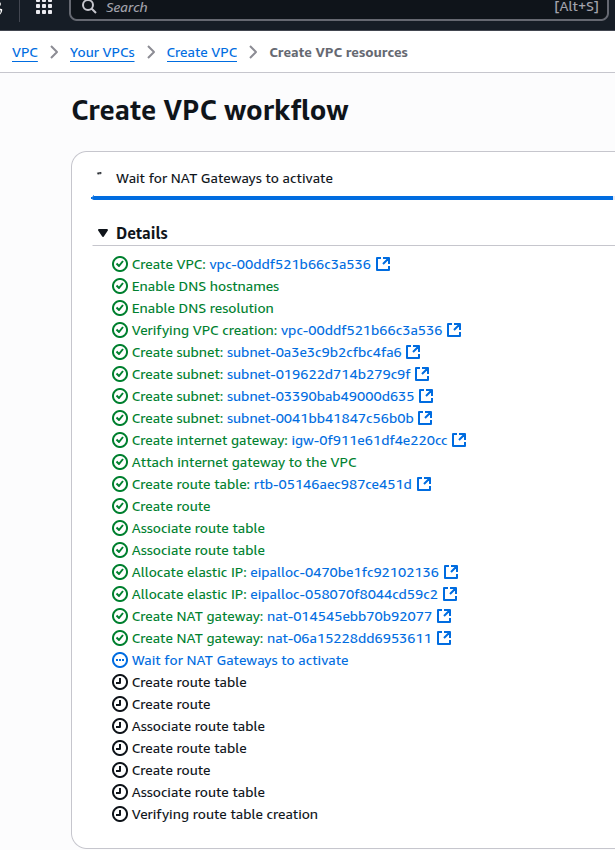 Search
[Alt+S]
VPC > Your VPCs > Create VPC > Create VPC resources
Create VPC workflow
Wait for NAT Gateways to activate
Details
Create VPC: vpc-00ddf521b66c3a536
Enable DNS hostnames
Enable DNS resolution
Verifying VPC creation: vpc-00ddf521b66c3a536
Create subnet: subnet-0a3e3c9b2cfbc4fa6
Create subnet: subnet-019622d714b279c9f
Create subnet: subnet-03390bab49000d635
Create subnet: subnet-0041bb41847c56b0b
Create internet gateway: igw-0f911e61df4e220cc
Attach internet gateway to the VPC
Create route table: rtb-05146aec987ce451d
Create route
Associate route table
Associate route table
Allocate elastic IP: eipalloc-0470be1fc92102136
Allocate elastic IP: eipalloc-058070f8044cd59c2
Create NAT gateway: nat-014545ebb70b92077
Create NAT gateway: nat-06a15228dd6953611
Wait for NAT Gateways to activate
Create route table
Create route
Associate route table
Create route table
Create route
Associate route table
Verifying route table creation